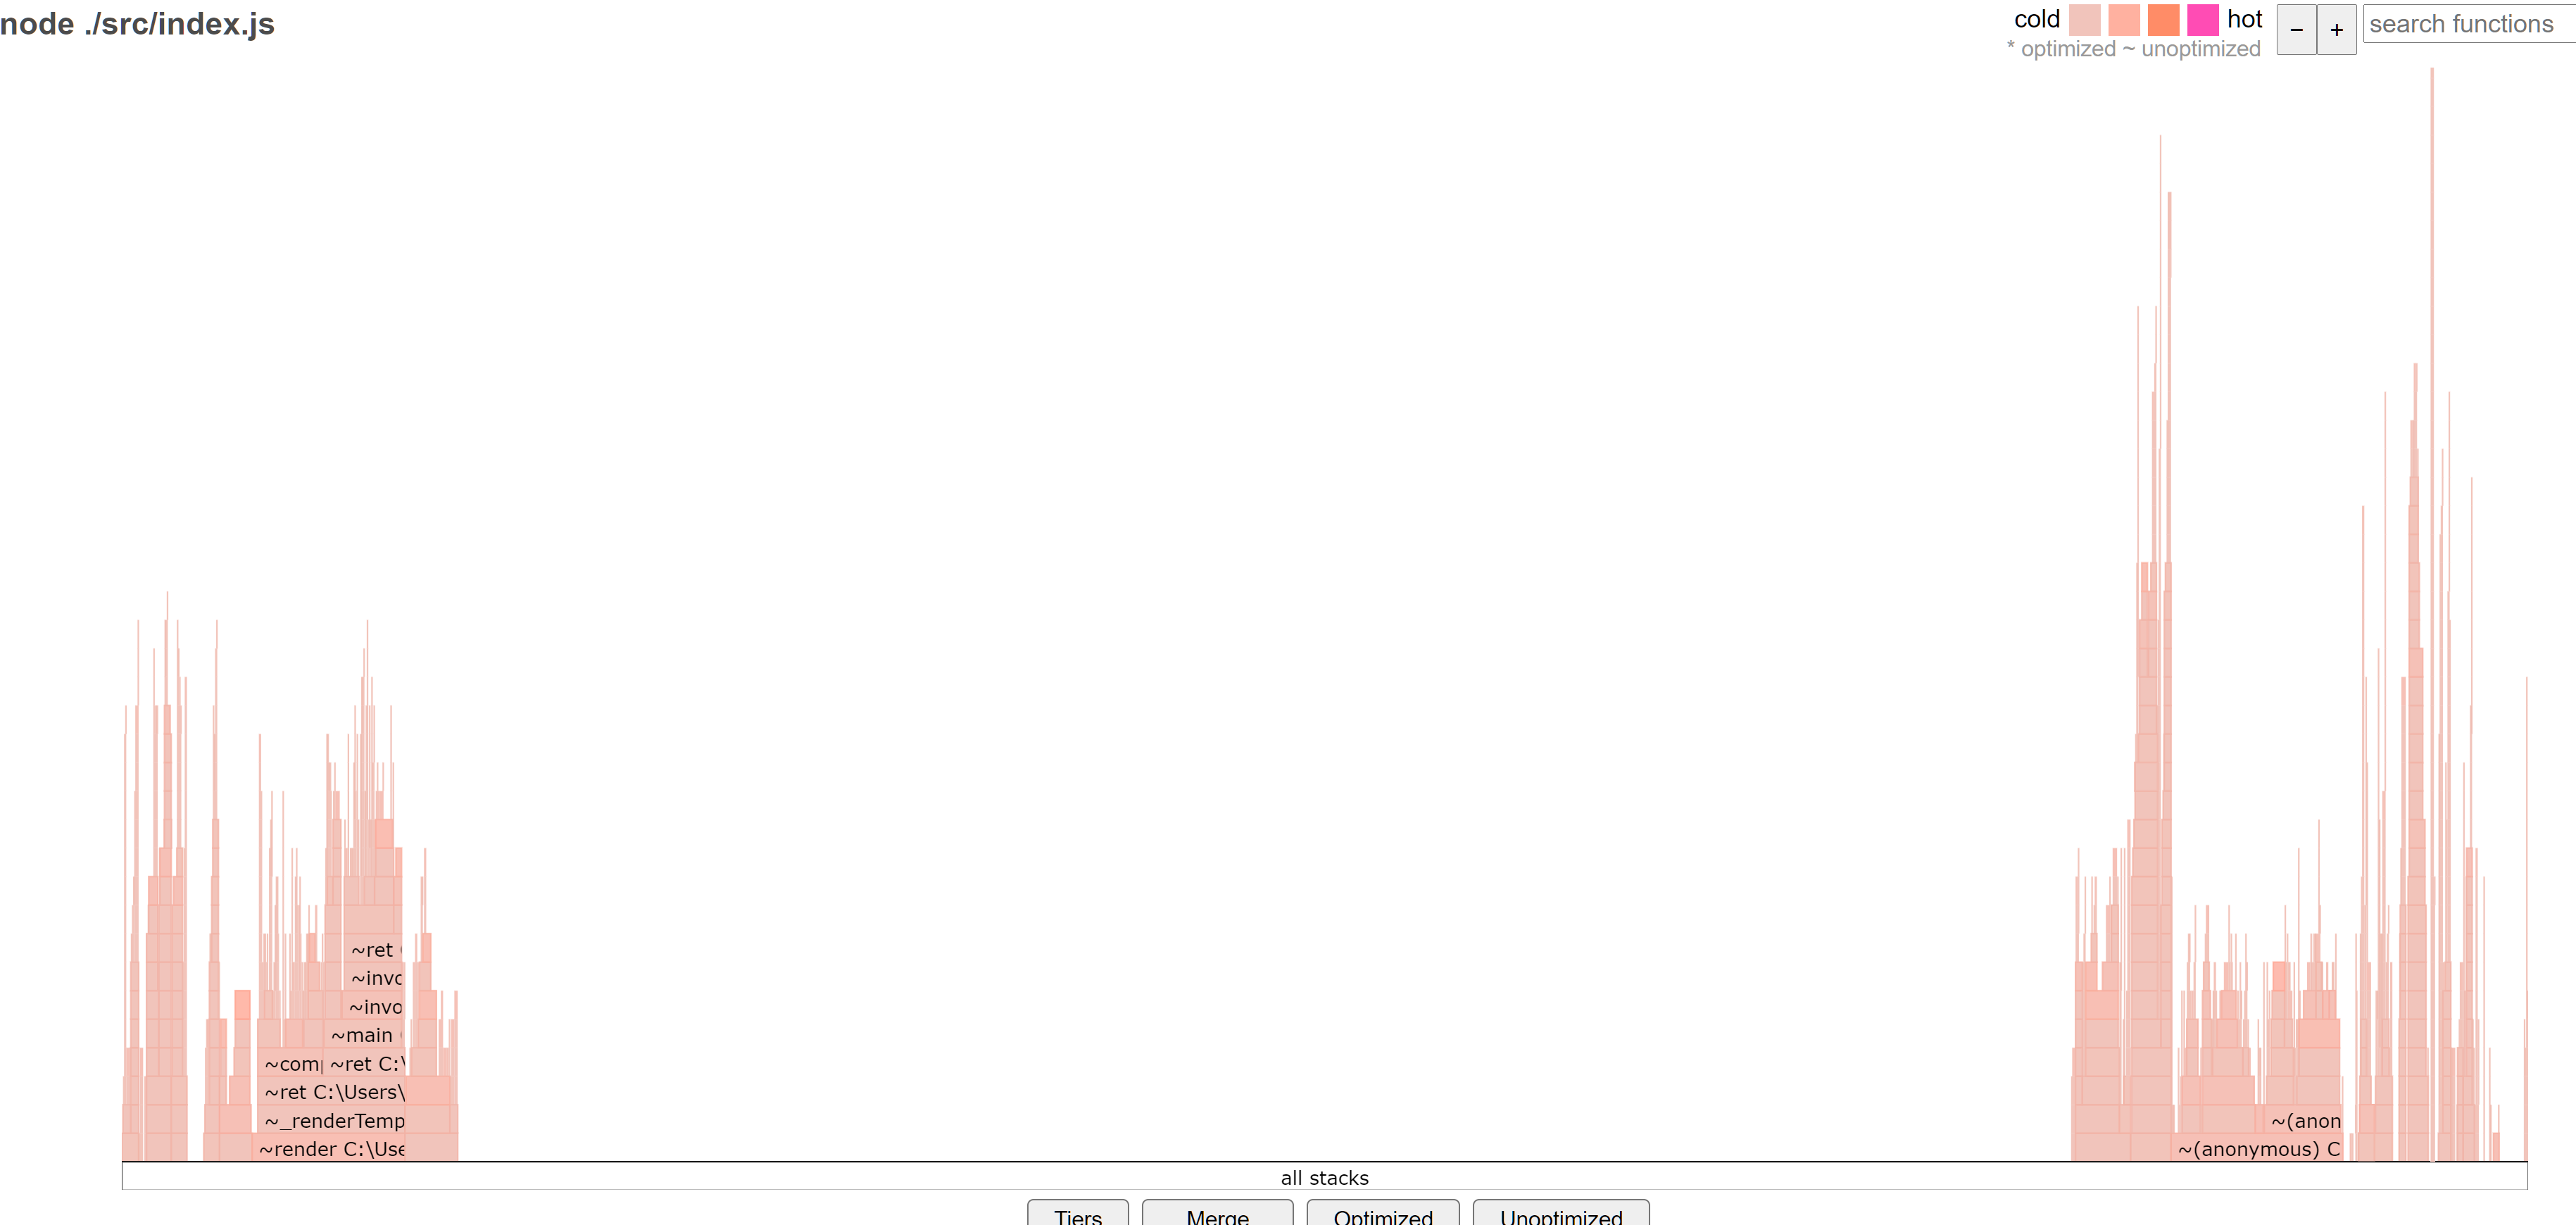 node ./src/index.js
cold hot
* optimized ~ unoptimized
− +
search functions
~ret
~invo
~invo
~main
~com ~ret C:\
~ret C:\Users\
~_renderTemp
~render C:\Use
~(anon
~(anonymous) C
all stacks
Tiers Merge Optimized Unoptimized